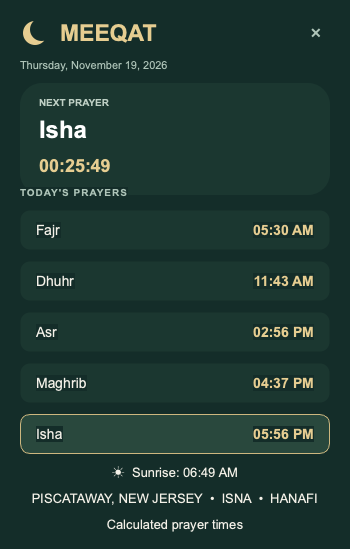 MEEQAT
×
Thursday, November 19, 2026
NEXT PRAYER
Isha
00:25:49
TODAY'S PRAYERS
Fajr 05:30 AM
Dhuhr 11:43 AM
Asr 02:56 PM
Maghrib 04:37 PM
Isha 05:56 PM
☀ Sunrise: 06:49 AM
PISCATAWAY, NEW JERSEY • ISNA • HANAFI
Calculated prayer times